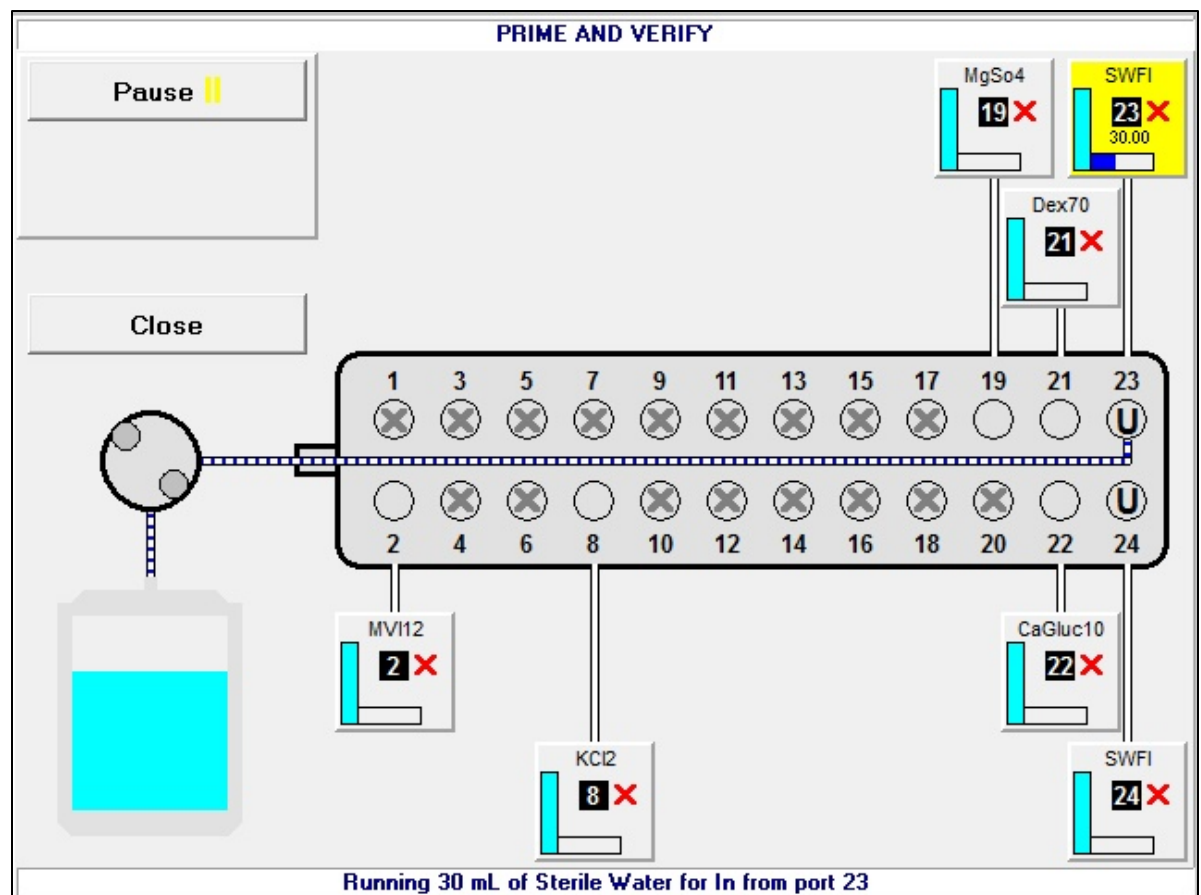 PRIME AND VERIFY
Pause
MgSo4
SWFI
19
23
30.00
Dex70
21
Close
1 3 5 7 9 11 13 15 17 19 21 23
U
U
2 4 6 8 10 12 14 16 18 20 22 24
MVI12
2
CaGluc10
22
KCl2
8
SWFI
24
Running 30 mL of Sterile Water for In from port 23